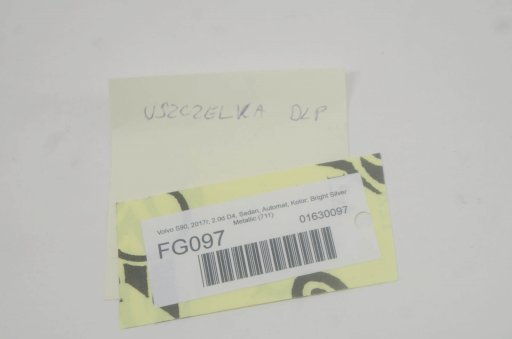 USZCZELKA DLP
Volvo S90, 2017r, 2.0d D4, Sedan, Automat, Kolor: Bright Silver
Metallic (711)
01630097
FG097